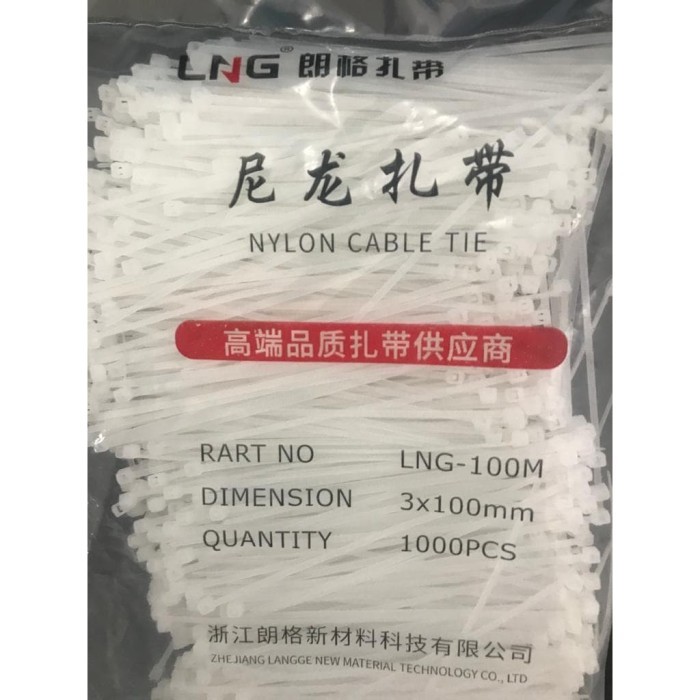 LNG® 朗格扎带
尼龙扎带
NYLON CABLE TIE
高端品质扎带供应商
RART NO LNG-100M
DIMENSION 3x100mm
QUANTITY 1000PCS
浙江朗格新材料科技有限公司
ZHEJIANG LANGGE NEW MATERIAL TECHNOLOGY CO., LTD